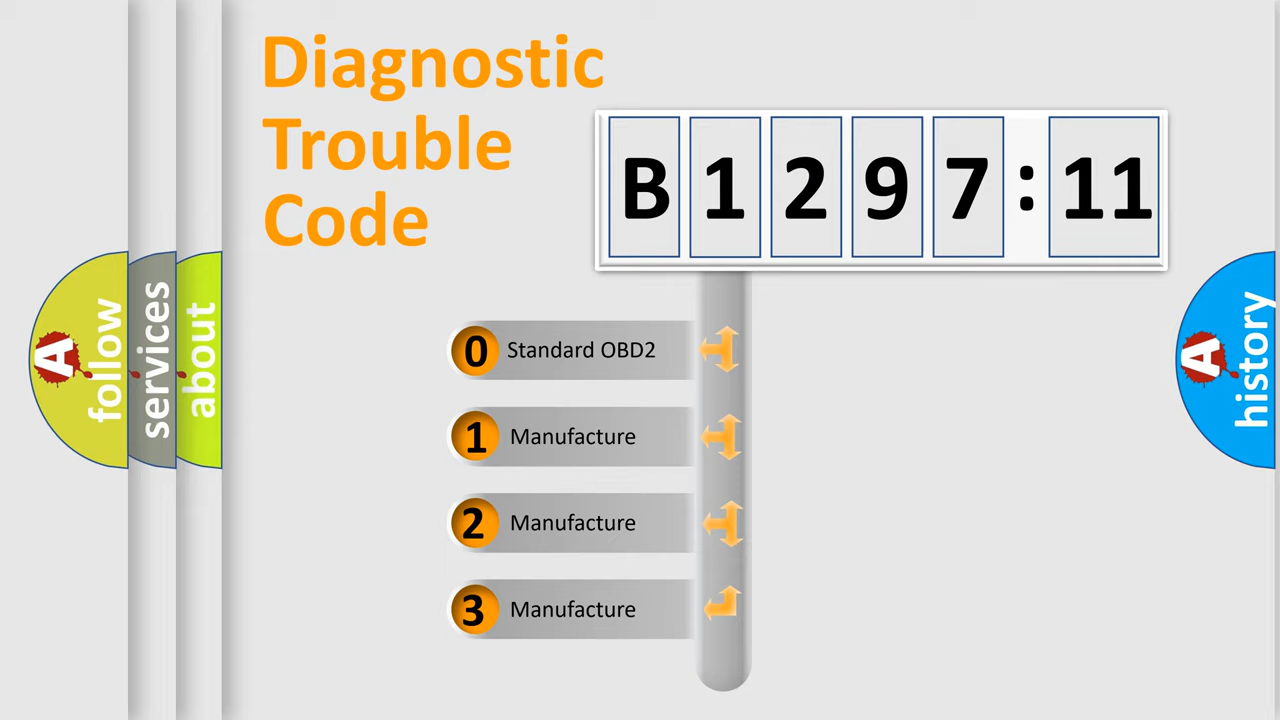 Diagnostic
Trouble
Code
B 1 2 9 7 : 11
0 Standard OBD2
1 Manufacture
2 Manufacture
3 Manufacture
A follow
services
about
A history